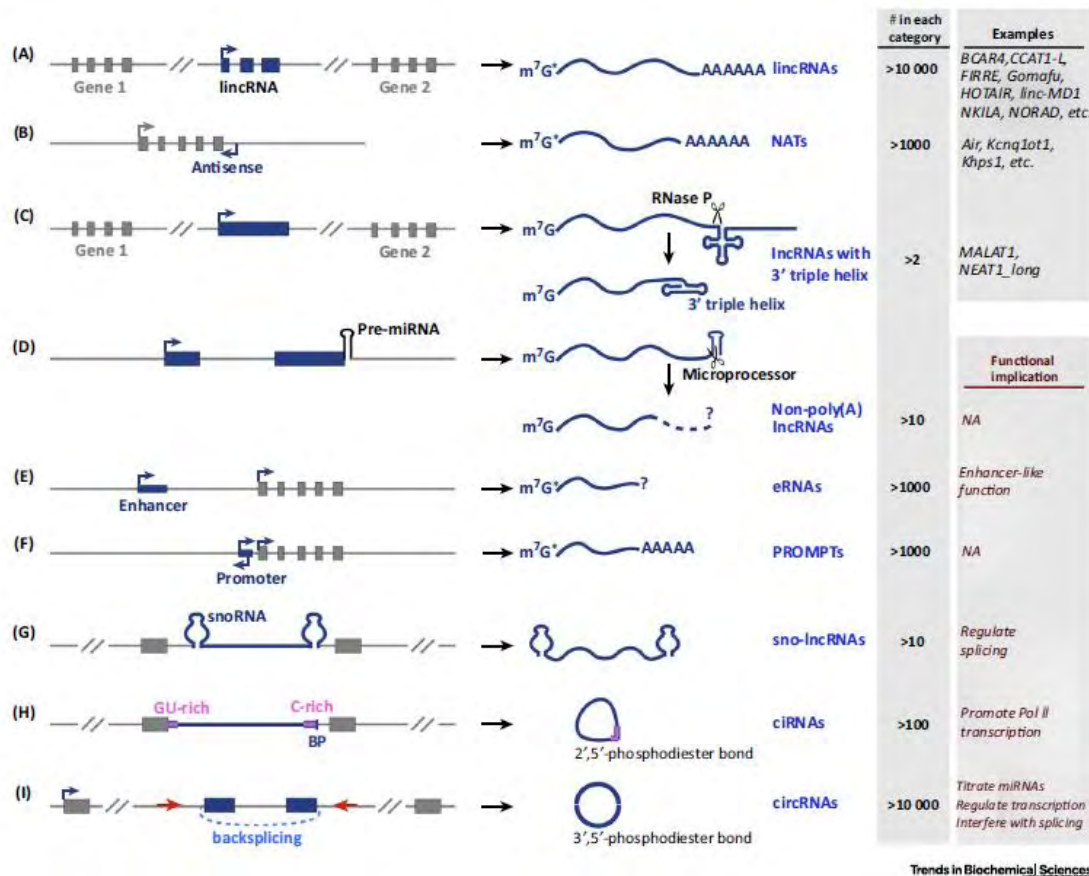 # in each
category
Examples
(A)
Gene 1
lincRNA
Gene 2
m⁷G*
AAAAAA
lincRNAs
>10 000
BCAR4,CCAT1-L,
FIRRE, Gomafu,
HOTAIR, linc-MD1
NKILA, NORAD, etc.
(B)
Antisense
m⁷G*
AAAAAA
NATs
>1000
Air, Kcnq1ot1,
Khps1, etc.
(C)
Gene 1
Gene 2
RNase P
m⁷G
lncRNAs with
3′ triple helix
>2
MALAT1,
NEAT1_long
m⁷G
3′ triple helix
(D)
Pre-miRNA
m⁷G
Microprocessor
Functional
implication
m⁷G
?
Non-poly(A)
lncRNAs
>10
NA
(E)
Enhancer
m⁷G*
?
eRNAs
>1000
Enhancer-like
function
(F)
Promoter
m⁷G*
AAAAA
PROMPTs
>1000
NA
(G)
snoRNA
sno-lncRNAs
>10
Regulate
splicing
(H)
GU-rich
C-rich
BP
2′,5′-phosphodiester bond
ciRNAs
>100
Promote Pol II
transcription
(I)
backsplicing
3′,5′-phosphodiester bond
circRNAs
>10 000
Titrate miRNAs
Regulate transcription
Interfere with splicing
Trends in Biochemical Sciences